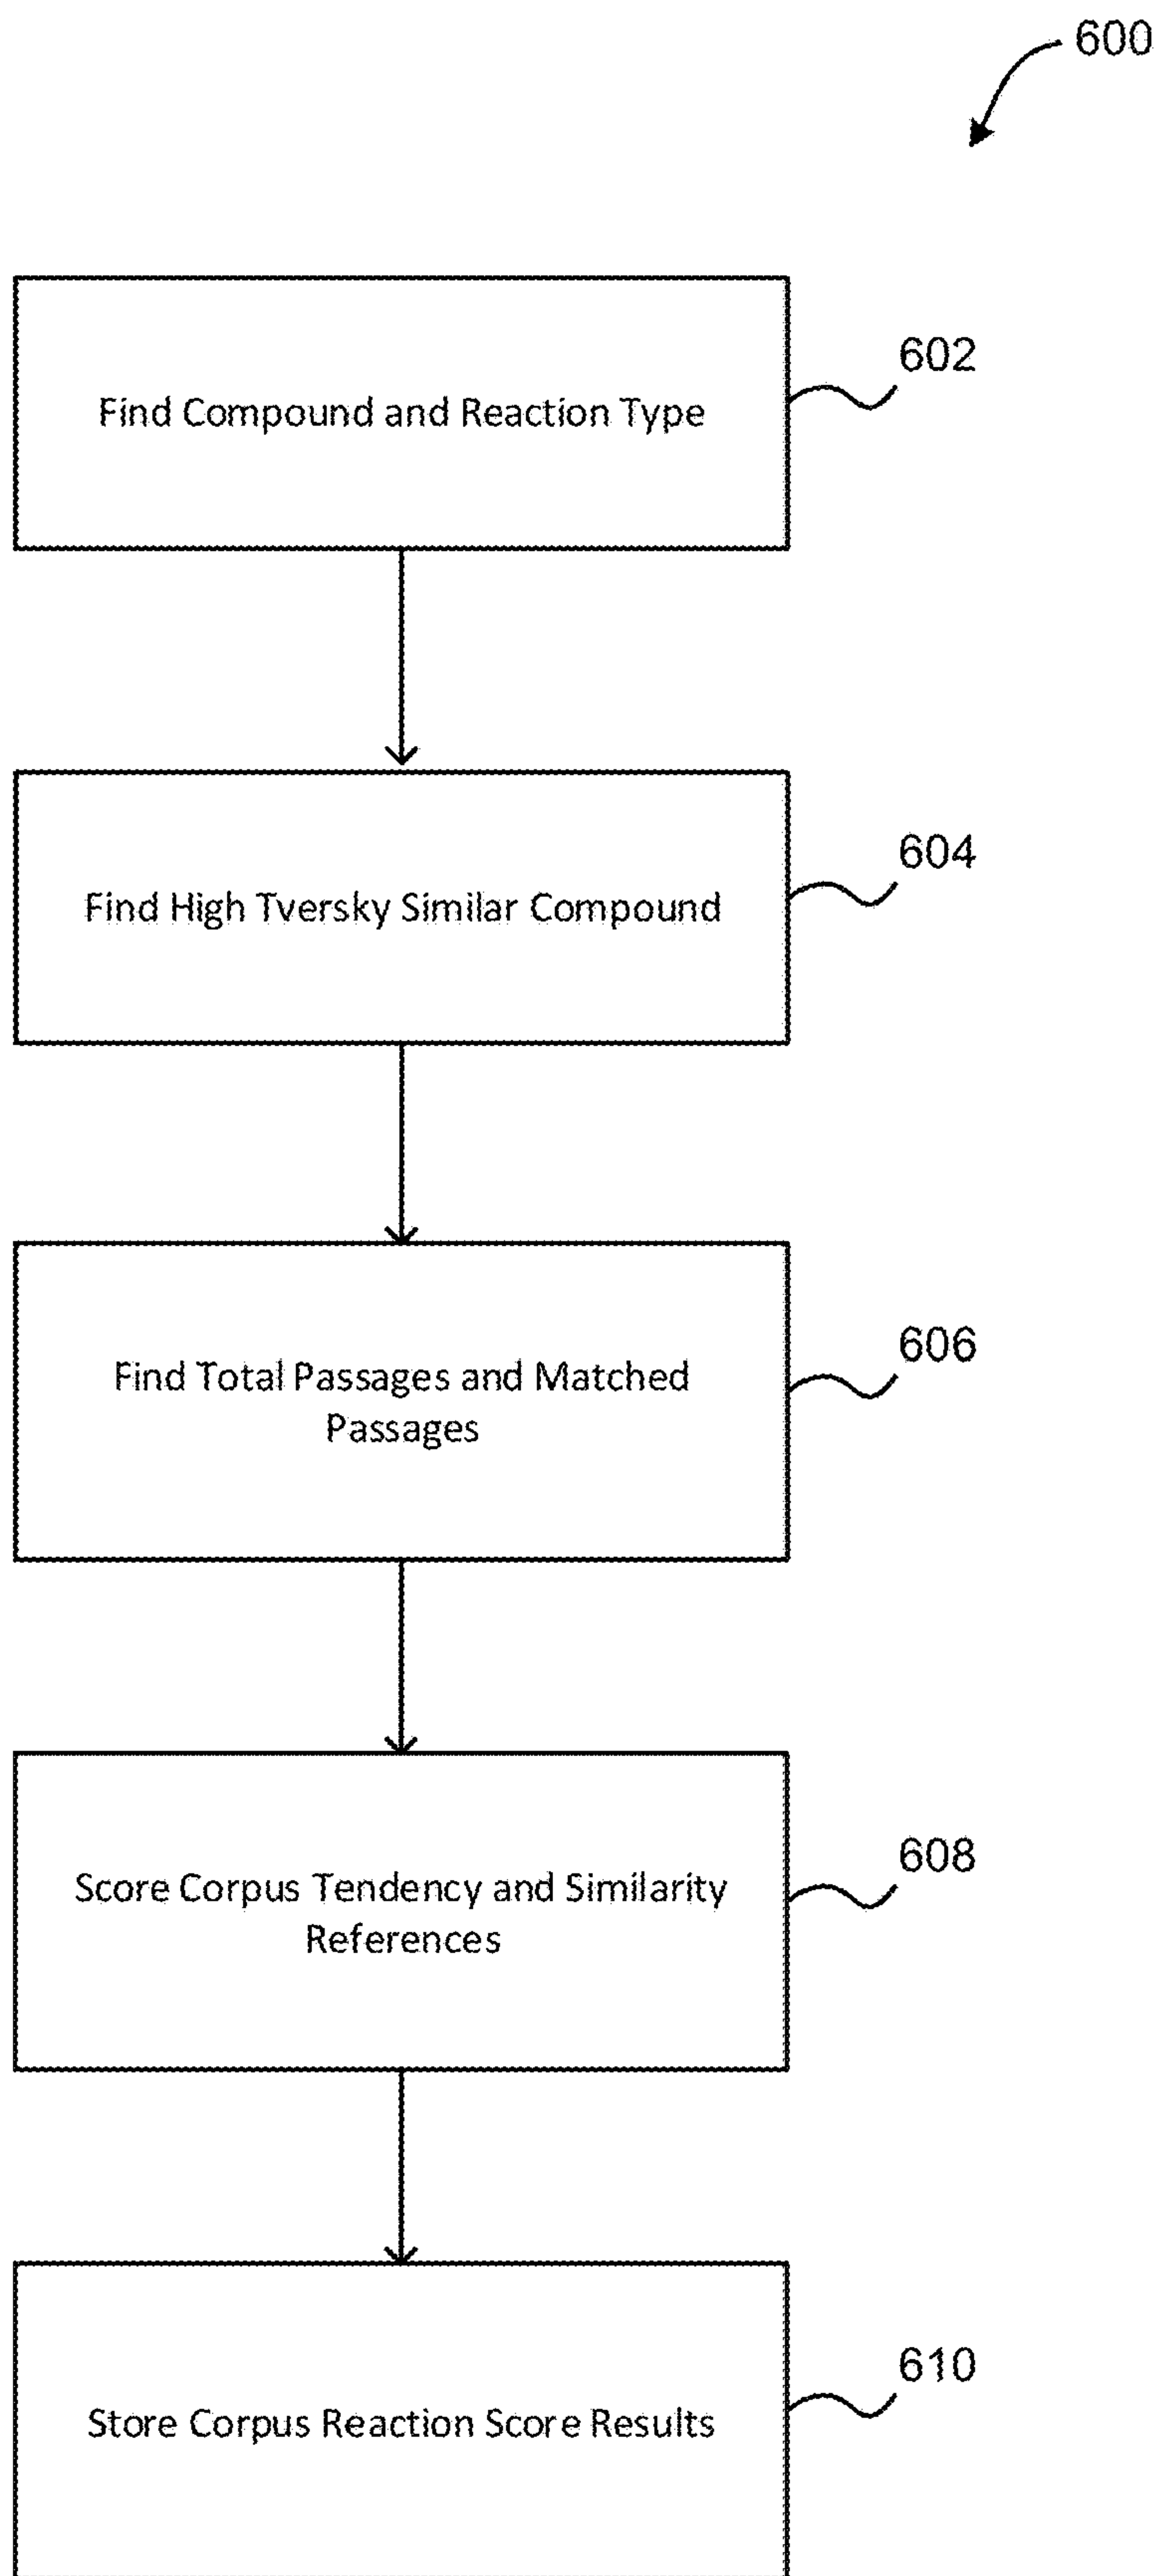 600
Find Compound and Reaction Type
602
Find High Tversky Similar Compound
604
Find Total Passages and Matched
Passages
606
Score Corpus Tendency and Similarity
References
608
Store Corpus Reaction Score Results
610